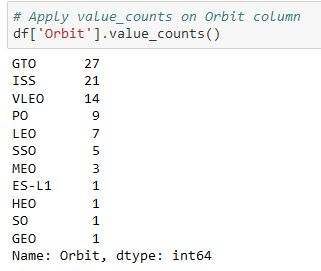 # Apply value_counts on Orbit column
df['Orbit'].value_counts()
GTO 27
ISS 21
VLEO 14
PO 9
LEO 7
SSO 5
MEO 3
ES-L1 1
HEO 1
SO 1
GEO 1
Name: Orbit, dtype: int64